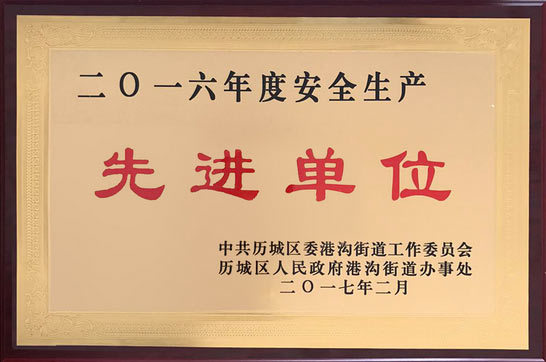 二〇一六年度安全生产
先进单位
中共历城区委港沟街道工作委员会
历城区人民政府港沟街道办事处
二〇一七年二月